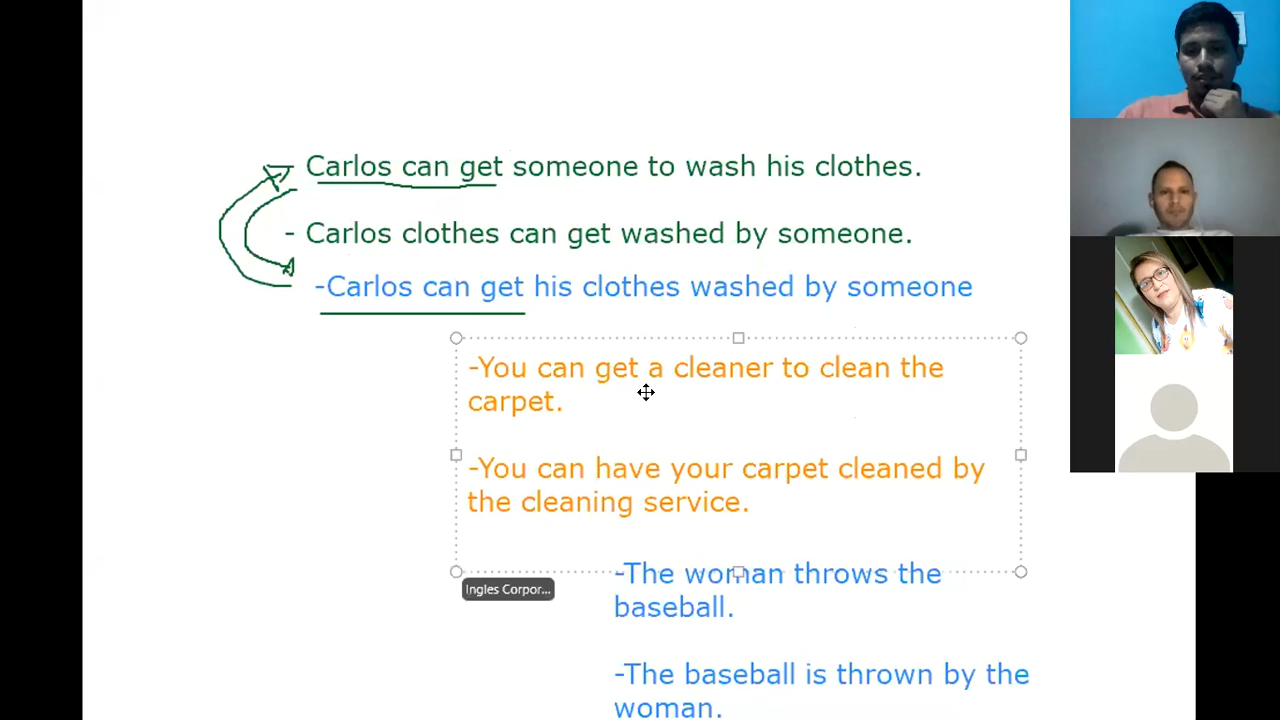 Carlos can get someone to wash his clothes.
- Carlos clothes can get washed by someone.
-Carlos can get his clothes washed by someone
-You can get a cleaner to clean the
carpet.
-You can have your carpet cleaned by
the cleaning service.
Ingles Corpor...
-The woman throws the
baseball.
-The baseball is thrown by the
woman.